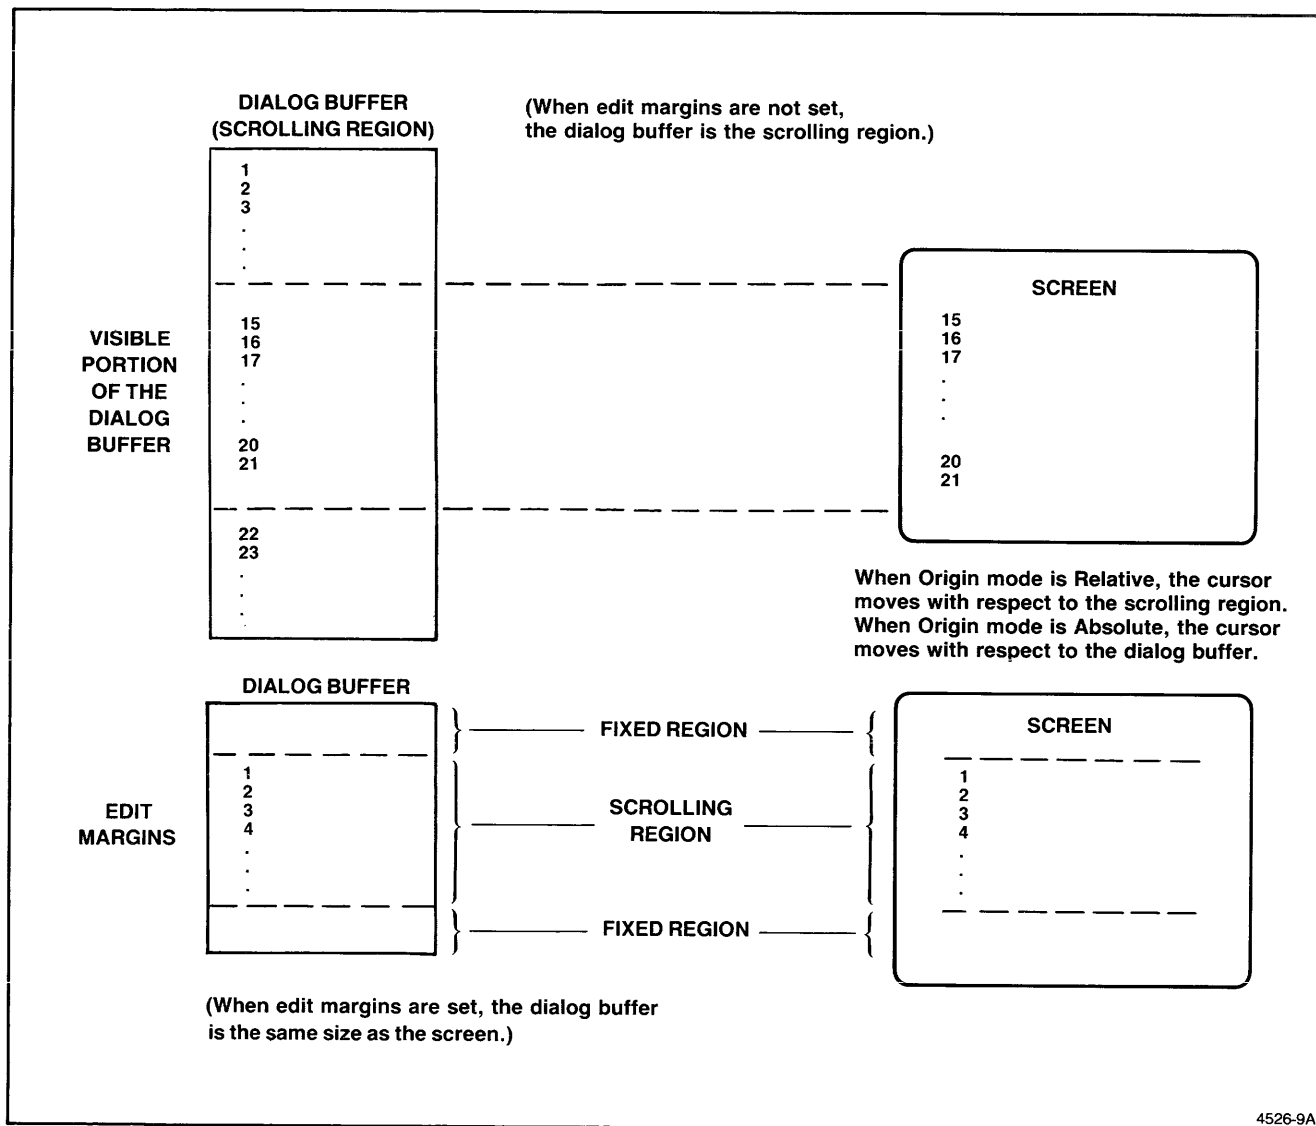 DIALOG BUFFER
(SCROLLING REGION)
(When edit margins are not set,
the dialog buffer is the scrolling region.)
1
2
3
.
.
.
VISIBLE
PORTION
OF THE
DIALOG
BUFFER
15
16
17
.
.
.
20
21
22
23
.
.
.
.
SCREEN
15
16
17
.
.
.
20
21
When Origin mode is Relative, the cursor
moves with respect to the scrolling region.
When Origin mode is Absolute, the cursor
moves with respect to the dialog buffer.
DIALOG BUFFER
EDIT
MARGINS
1
2
3
4
.
.
.
FIXED REGION
SCROLLING
REGION
FIXED REGION
SCREEN
1
2
3
4
.
.
.
(When edit margins are set, the dialog buffer
is the same size as the screen.)
4526-9A